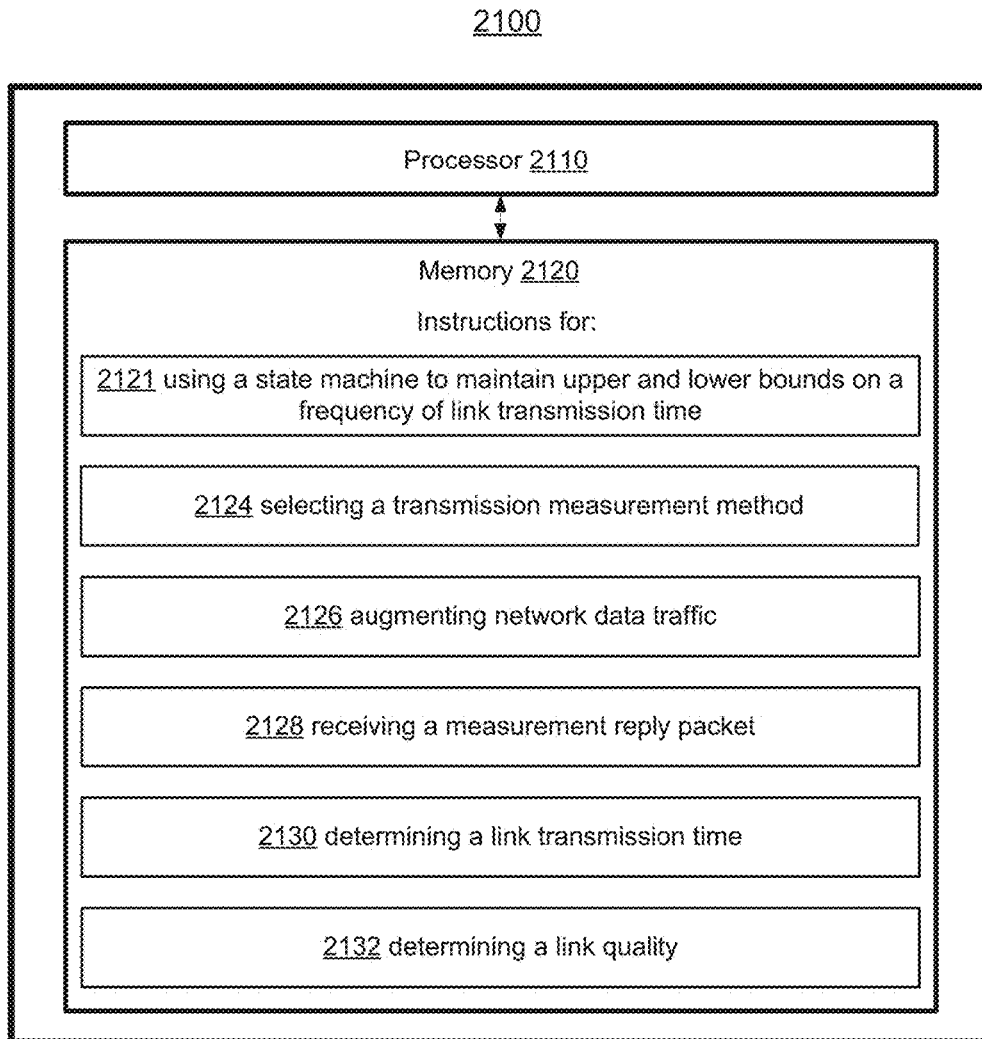 2100
Processor 2110
Memory 2120
Instructions for:
2121 using a state machine to maintain upper and lower bounds on a
frequency of link transmission time
2124 selecting a transmission measurement method
2126 augmenting network data traffic
2128 receiving a measurement reply packet
2130 determining a link transmission time
2132 determining a link quality